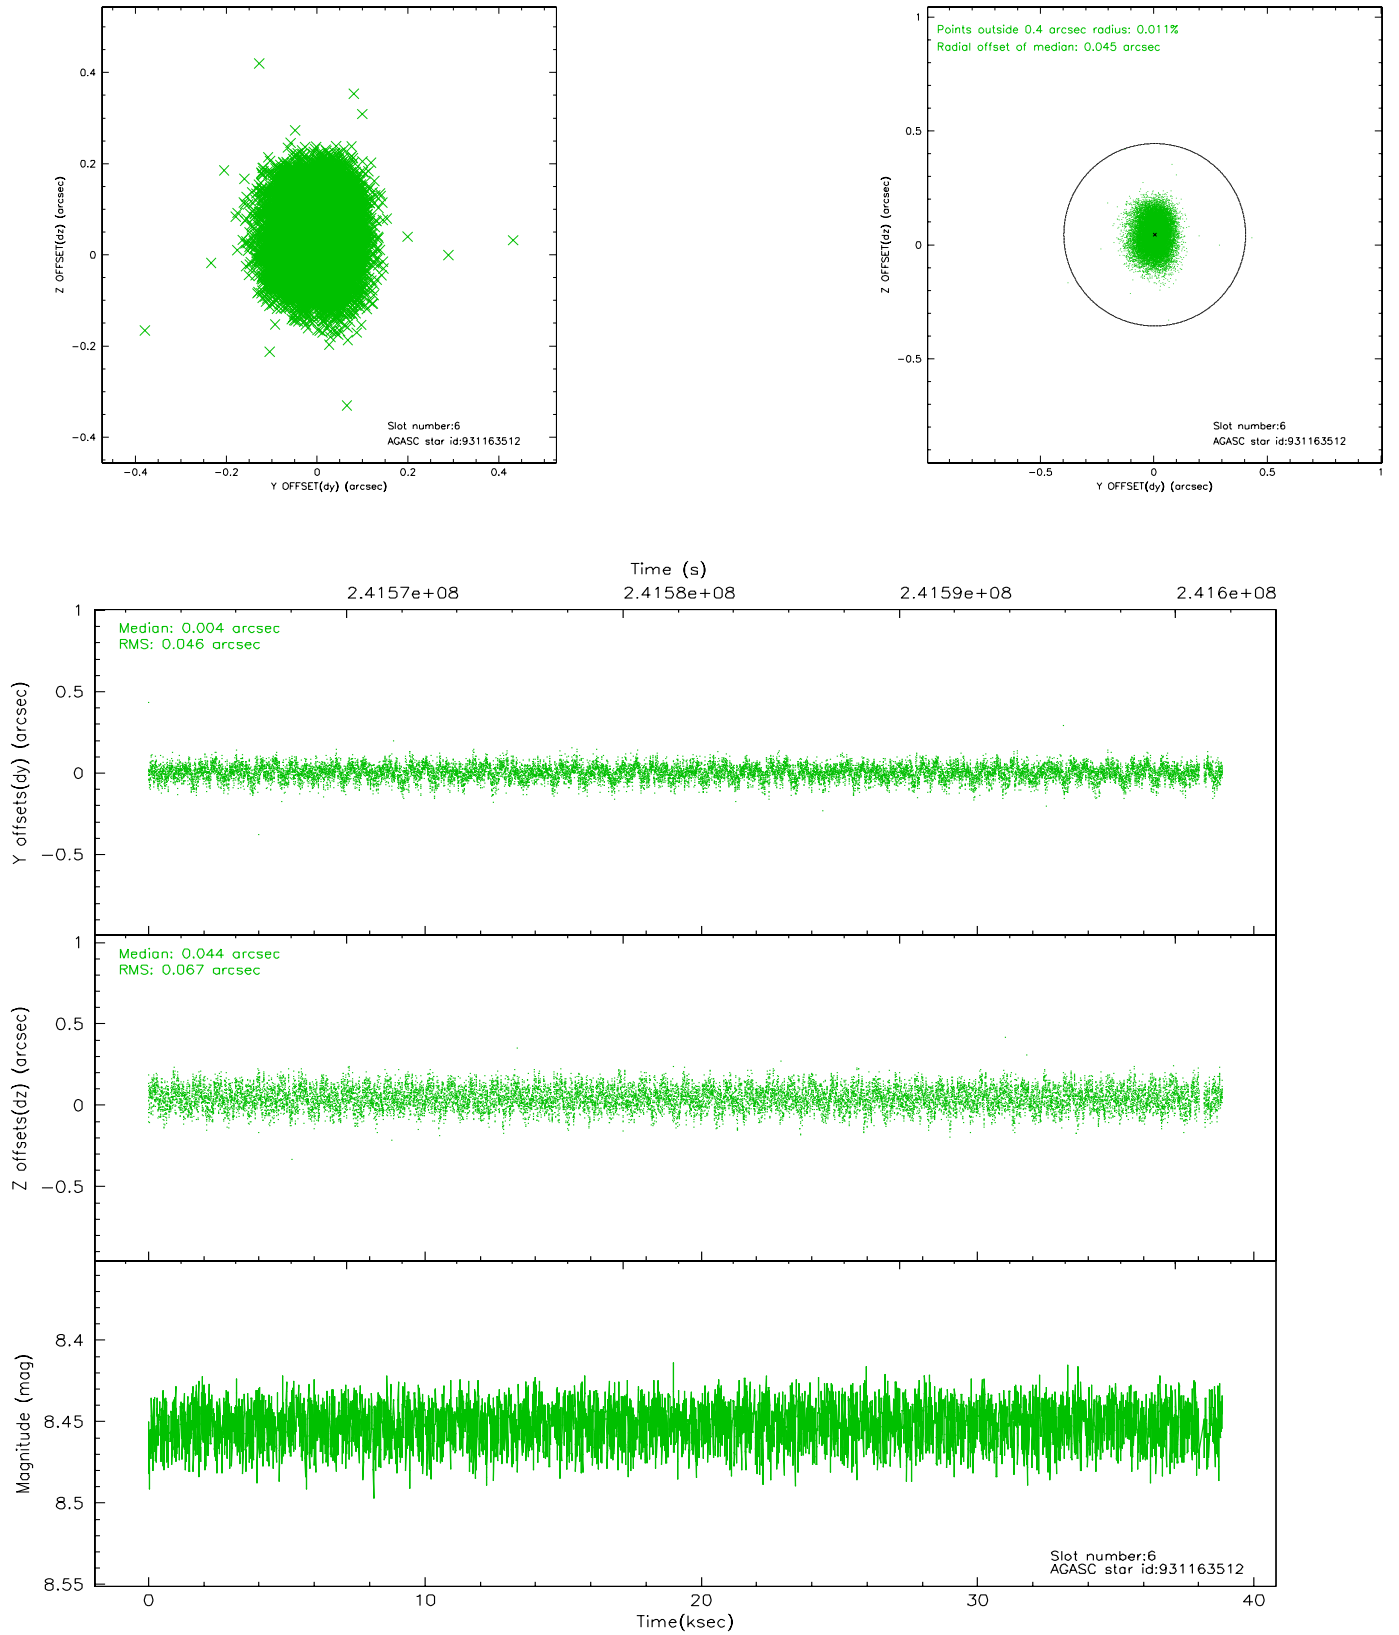 0.4
0.2
0
−0.2
−0.4
Z OFFSET(dz) (arcsec)
Slot number:6
AGASC star id:931163512
−0.4 −0.2 0 0.2 0.4
Y OFFSET(dy) (arcsec)
Points outside 0.4 arcsec radius: 0.011%
Radial offset of median: 0.045 arcsec
1
0.5
0
−0.5
Z OFFSET(dz) (arcsec)
Slot number:6
AGASC star id:931163512
−0.5 0 0.5 1
Y OFFSET(dy) (arcsec)
Time (s)
2.4157e+08 2.4158e+08 2.4159e+08 2.416e+08
Median: 0.004 arcsec
RMS: 0.046 arcsec
1
0.5
0
−0.5
Y offsets(dy) (arcsec)
Median: 0.044 arcsec
RMS: 0.067 arcsec
1
0.5
0
−0.5
Z offsets(dz) (arcsec)
8.4
8.45
8.5
8.55
Magnitude (mag)
Slot number:6
AGASC star id:931163512
0 10 20 30 40
Time(ksec)